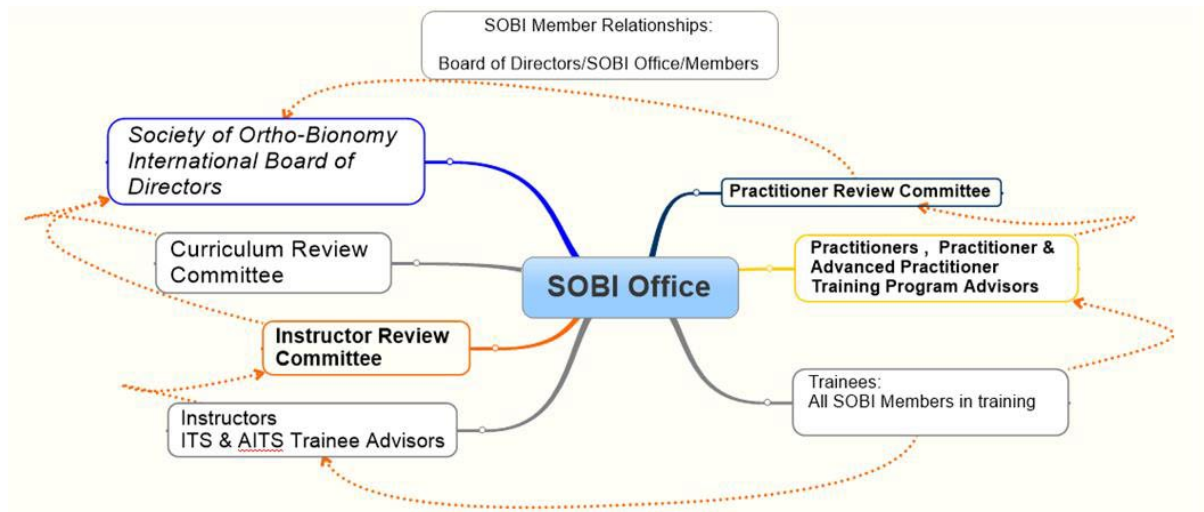 SOBI Member Relationships:
Board of Directors/SOBI Office/Members
Society of Ortho-Bionomy
International Board of
Directors
Practitioner Review Committee
Curriculum Review
Committee
Practitioners , Practitioner &
Advanced Practitioner
Training Program Advisors
SOBI Office
Instructor Review
Committee
Trainees:
All SOBI Members in training
Instructors
ITS & AITS Trainee Advisors